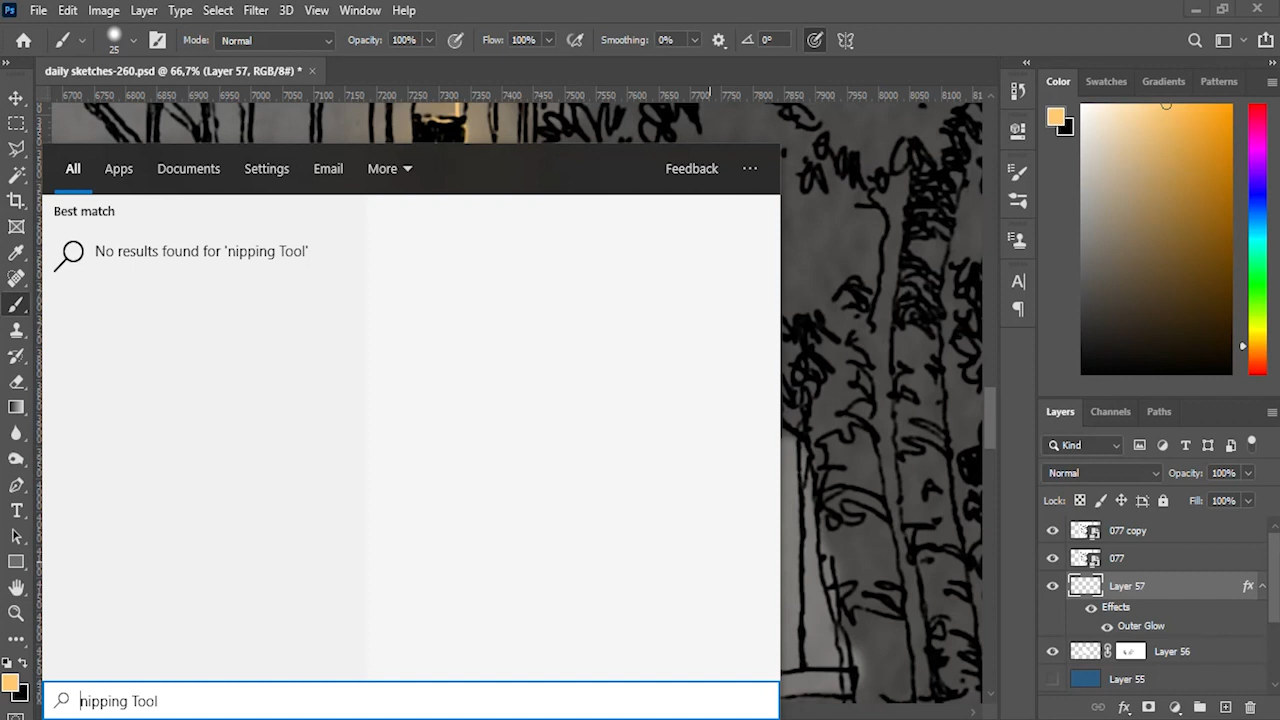 Ps File Edit Image Layer Type Select Filter 3D View Window Help
25 Mode: Normal Opacity: 100% Flow: 100% Smoothing: 0% 0°
daily sketches-260.psd @ 66,7% (Layer 57, RGB/8#) * ×
6700 6750 6800 6850 6900 6950 7000 7050 7100 7150 7200 7250 7300 7350 7400 7450 7500 7550 7600 7650 7700 7750 7800 7850 7900 7950 8000 8050 8100
All Apps Documents Settings Email More Feedback ···
Best match
No results found for 'nipping Tool'
nipping Tool
Color Swatches Gradients Patterns
Layers Channels Paths
Kind
Normal Opacity: 100%
Lock: Fill: 100%
077 copy
077
Layer 57 fx
Effects
Outer Glow
Layer 56
Layer 55
fx